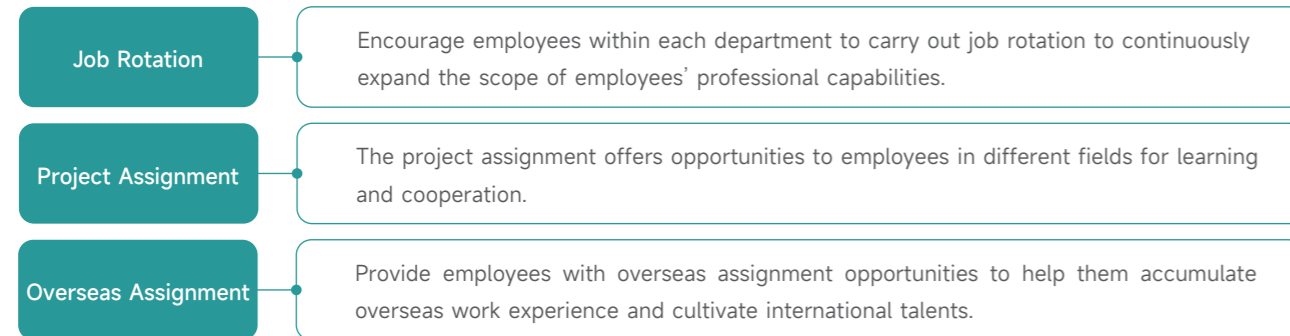 Job Rotation
Encourage employees within each department to carry out job rotation to continuously
expand the scope of employees’ professional capabilities.
Project Assignment
The project assignment offers opportunities to employees in different fields for learning
and cooperation.
Overseas Assignment
Provide employees with overseas assignment opportunities to help them accumulate
overseas work experience and cultivate international talents.